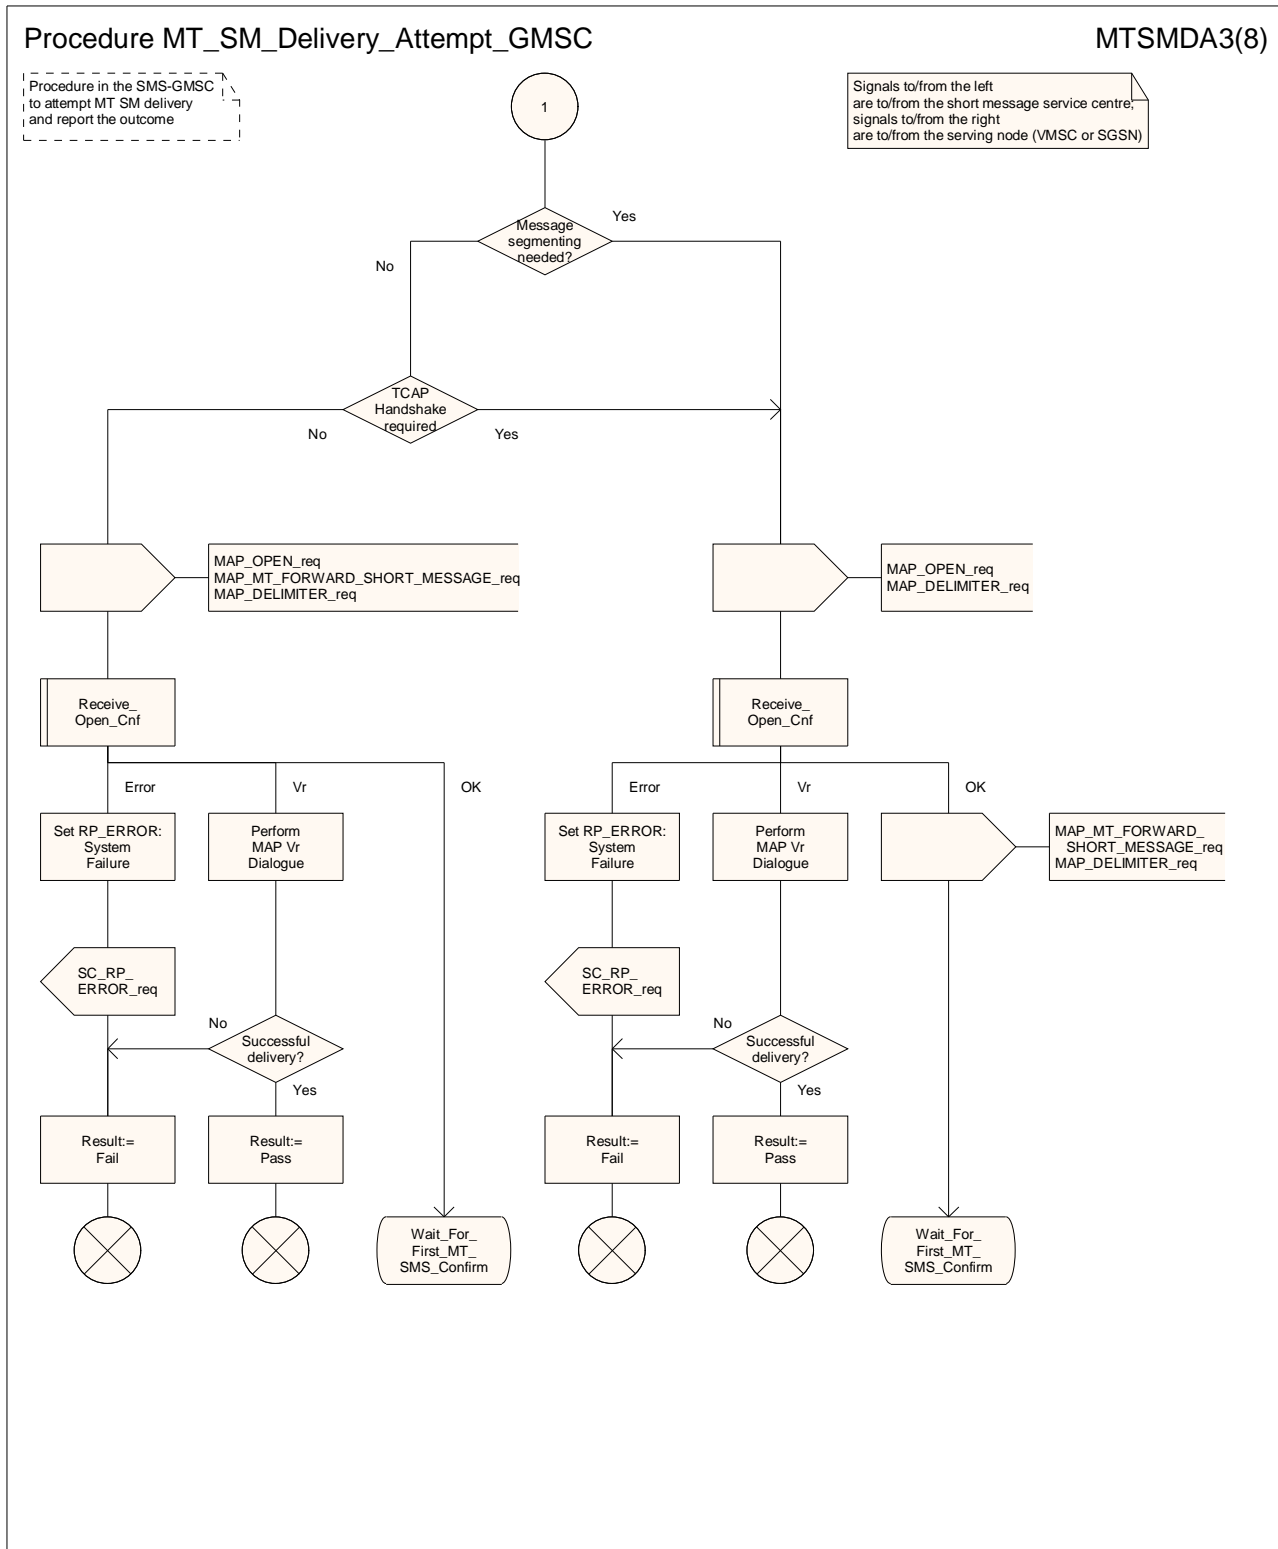 Procedure MT_SM_Delivery_Attempt_GMSC
MTSMDA3(8)
Procedure in the SMS-GMSC
to attempt MT SM delivery
and report the outcome
1
Signals to/from the left
are to/from the short message service centre;
signals to/from the right
are to/from the serving node (VMSC or SGSN)
Message
segmenting
needed?
Yes
No
TCAP
Handshake
required
No
Yes
MAP_OPEN_req
MAP_MT_FORWARD_SHORT_MESSAGE_req
MAP_DELIMITER_req
MAP_OPEN_req
MAP_DELIMITER_req
Receive_
Open_Cnf
Receive_
Open_Cnf
Error
Vr
OK
Error
Vr
OK
Set RP_ERROR:
System
Failure
Perform
MAP Vr
Dialogue
Set RP_ERROR:
System
Failure
Perform
MAP Vr
Dialogue
MAP_MT_FORWARD_
SHORT_MESSAGE_req
MAP_DELIMITER_req
SC_RP_
ERROR_req
SC_RP_
ERROR_req
No
Successful
delivery?
Yes
No
Successful
delivery?
Yes
Result:=
Fail
Result:=
Pass
Result:=
Fail
Result:=
Pass
Wait_For_
First_MT_
SMS_Confirm
Wait_For_
First_MT_
SMS_Confirm